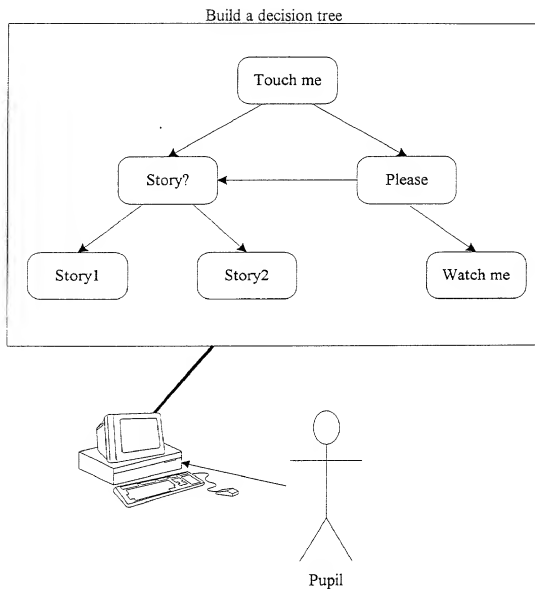 Build a decision tree
Touch me
Story?
Please
Story1
Story2
Watch me
Pupil